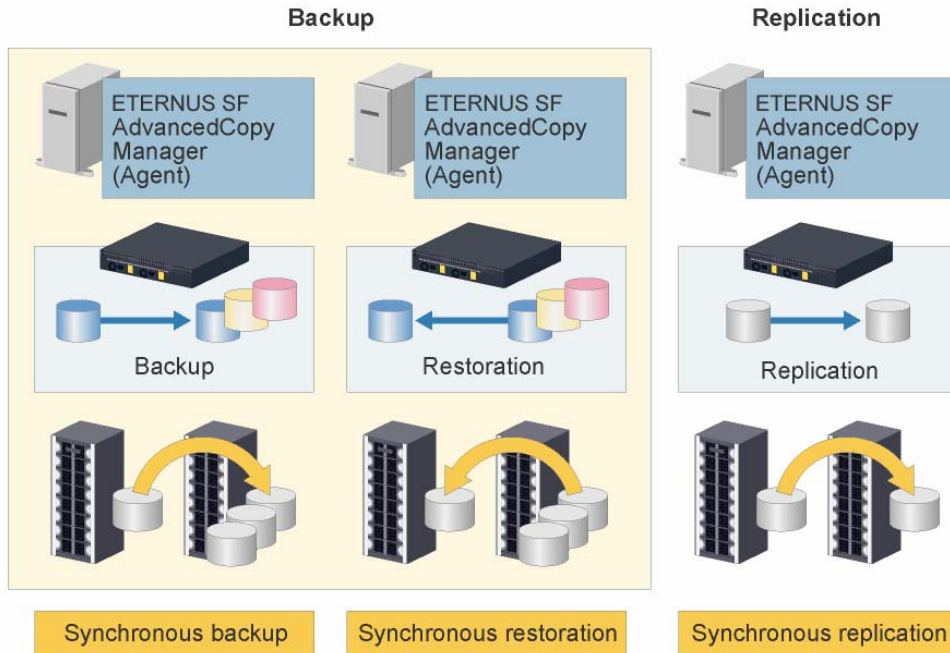 Backup
Replication
ETERNUS SF
AdvancedCopy
Manager
(Agent)
ETERNUS SF
AdvancedCopy
Manager
(Agent)
ETERNUS SF
AdvancedCopy
Manager
(Agent)
Backup
Restoration
Replication
Synchronous backup
Synchronous restoration
Synchronous replication